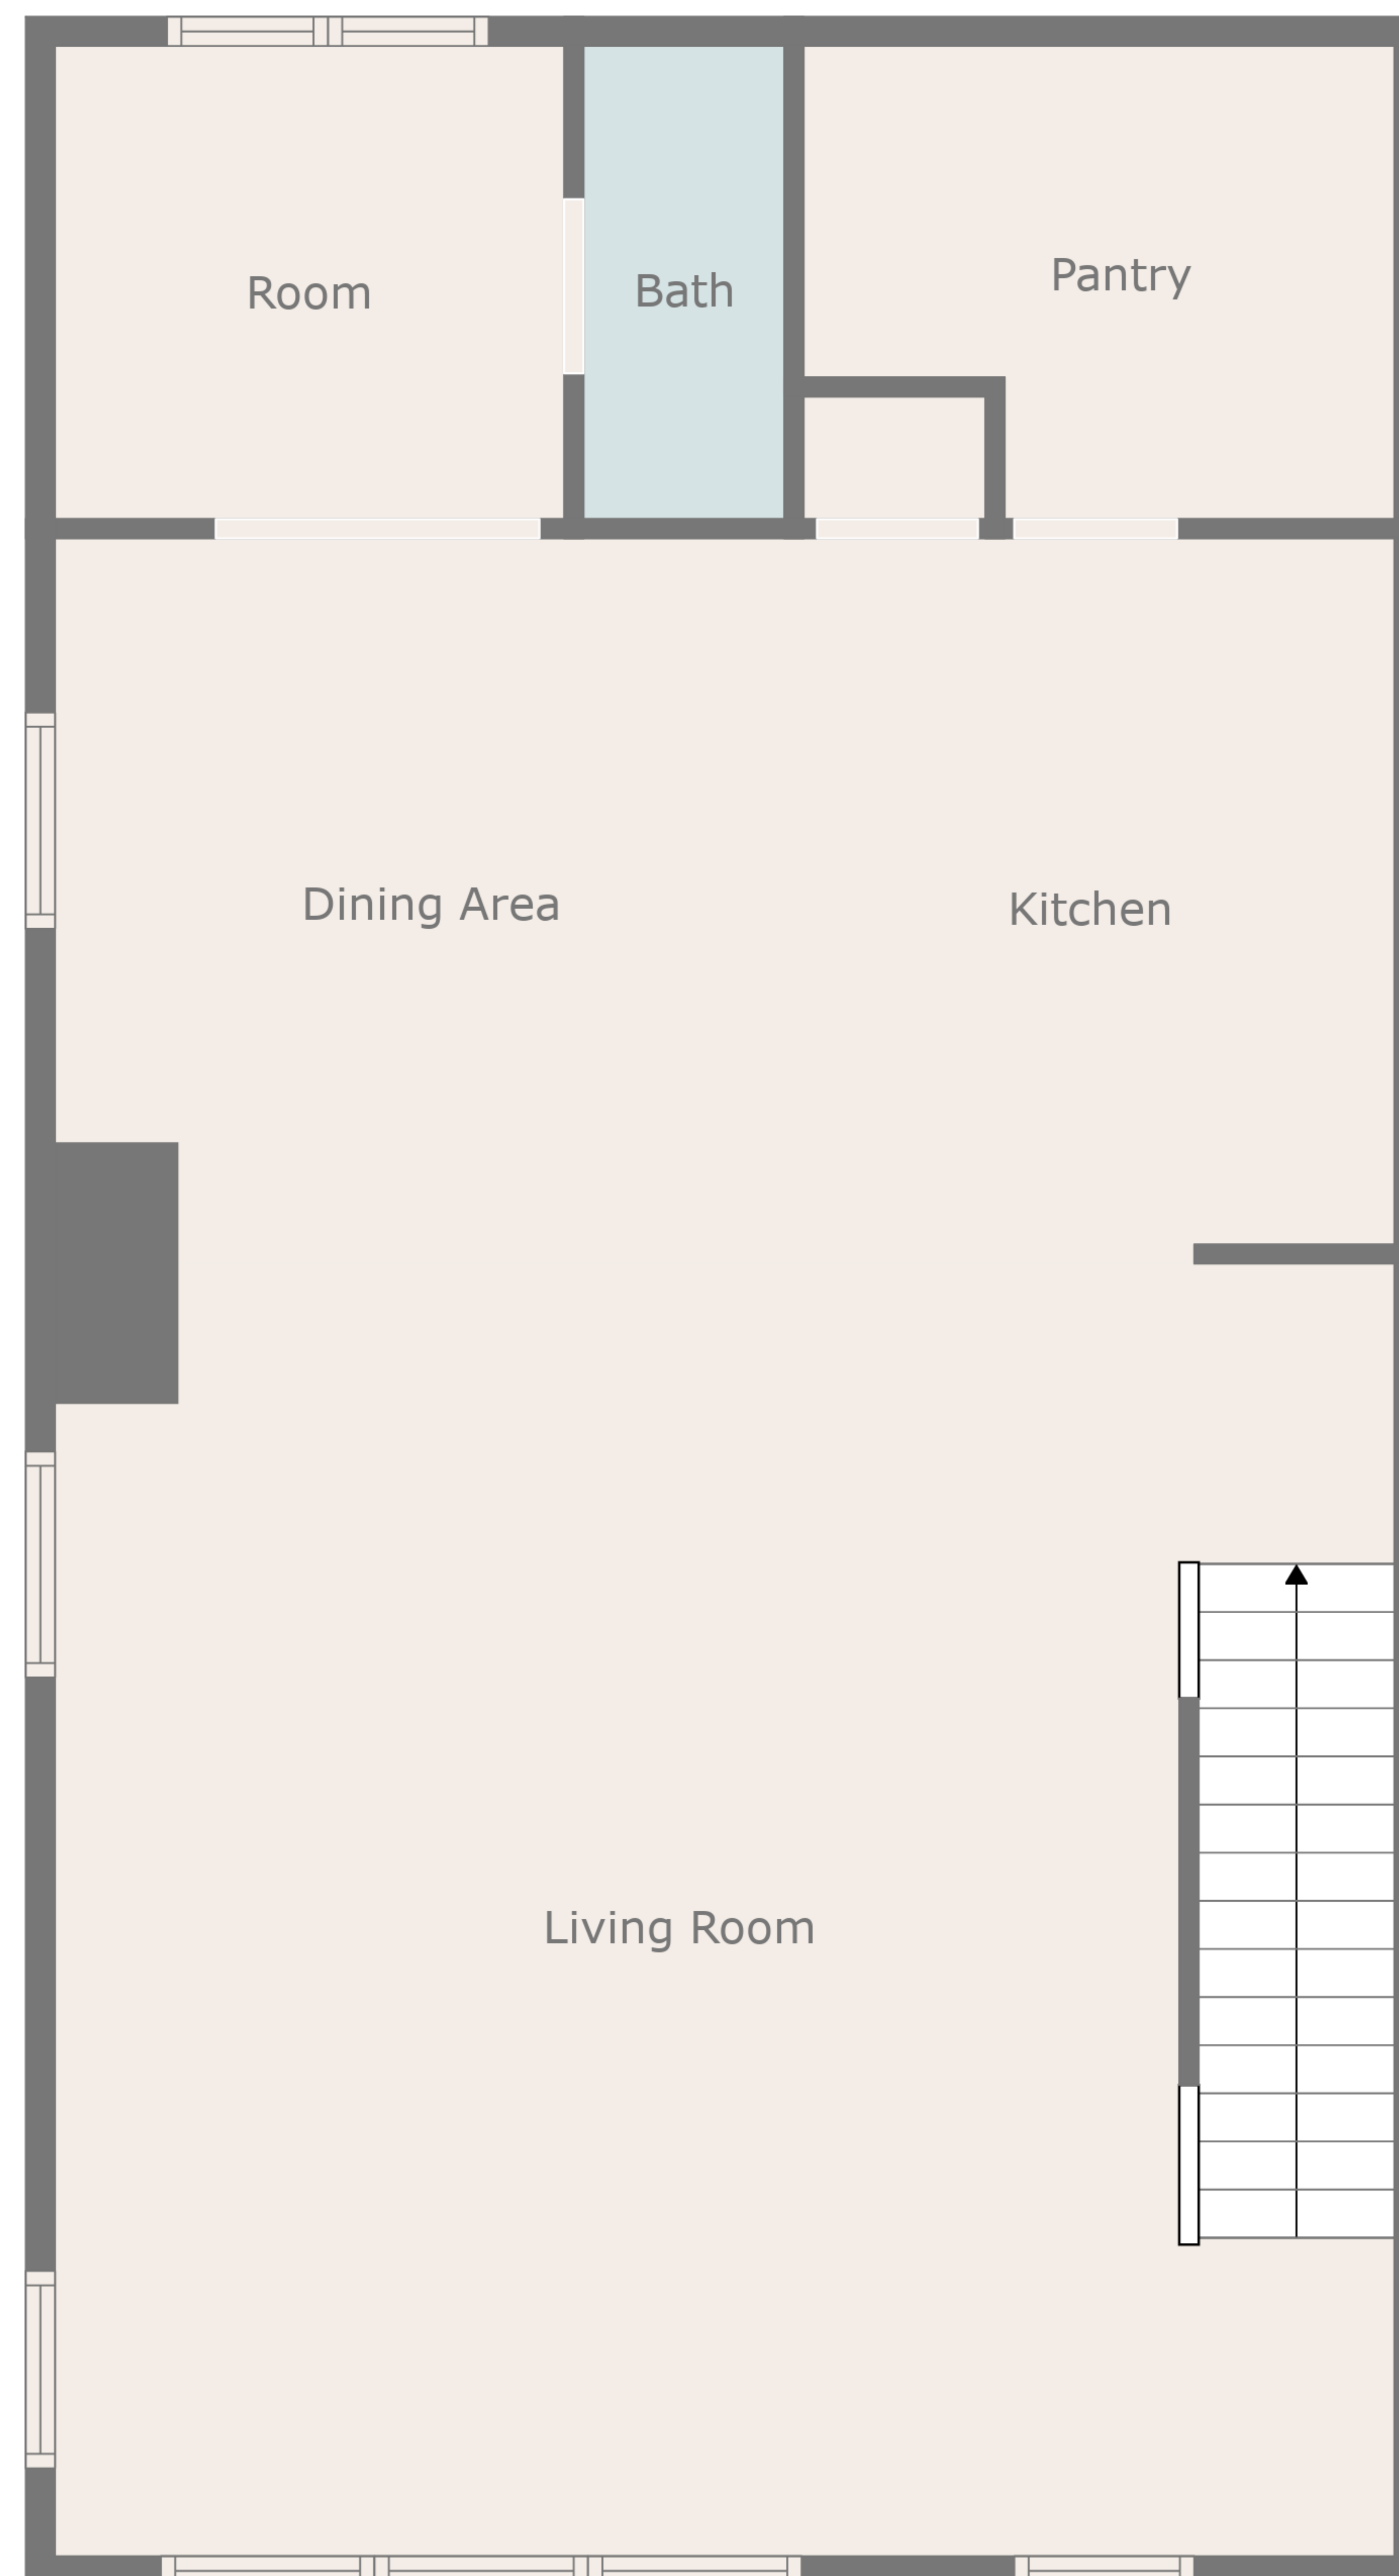 Room
Bath
Pantry
Dining Area
Kitchen
Living Room